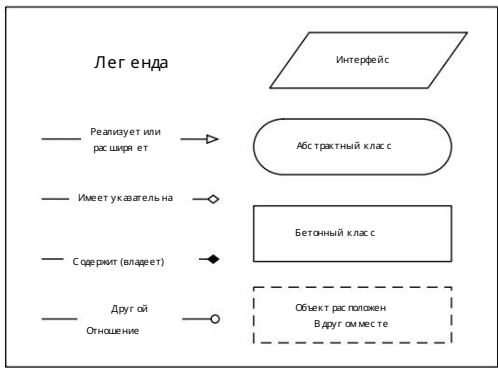 Легенда
Интерфейс
Реализует или
расширяет
Абстрактный класс
Имеет указатель на
Бетонный класс
Содержит (владеет)
Другой
Отношение
Объект расположен
В другом месте